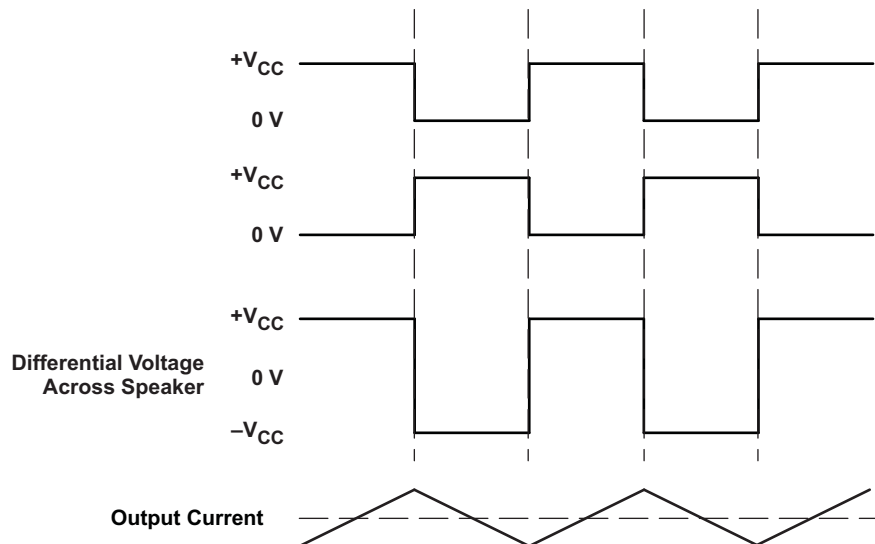 +VCC
0 V
+VCC
0 V
+VCC
Differential Voltage
Across Speaker
0 V
–VCC
Output Current